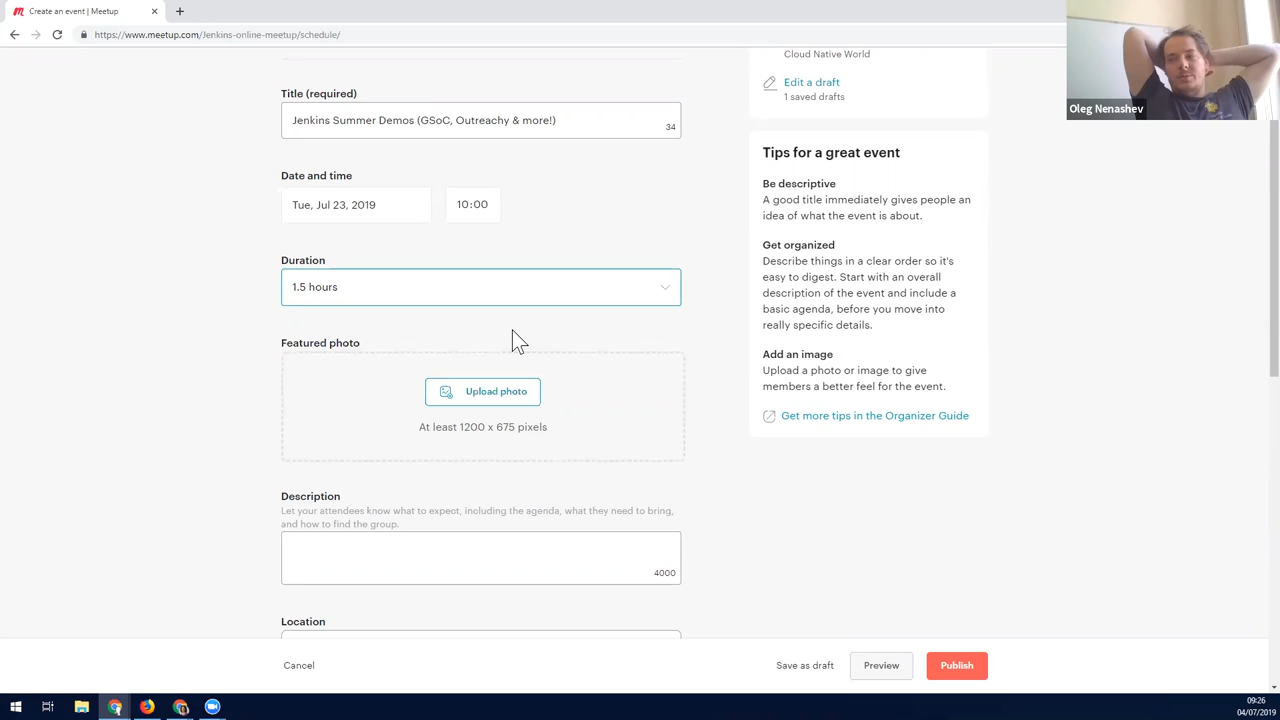 Create an event | Meetup
https://www.meetup.com/Jenkins-online-meetup/schedule/
Title (required)
Jenkins Summer Demos (GSoC, Outreachy & more!)
34
Date and time
Tue, Jul 23, 2019
10:00
Duration
1.5 hours
Featured photo
Upload photo
At least 1200 x 675 pixels
Description
Let your attendees know what to expect, including the agenda, what they need to bring,
and how to find the group.
4000
Location
Cloud Native World
Edit a draft
1 saved drafts
Tips for a great event
Be descriptive
A good title immediately gives people an
idea of what the event is about.
Get organized
Describe things in a clear order so it's
easy to digest. Start with an overall
description of the event and include a
basic agenda, before you move into
really specific details.
Add an image
Upload a photo or image to give
members a better feel for the event.
Get more tips in the Organizer Guide
Oleg Nenashev
Cancel
Save as draft
Preview
Publish
09:26
04/07/2019